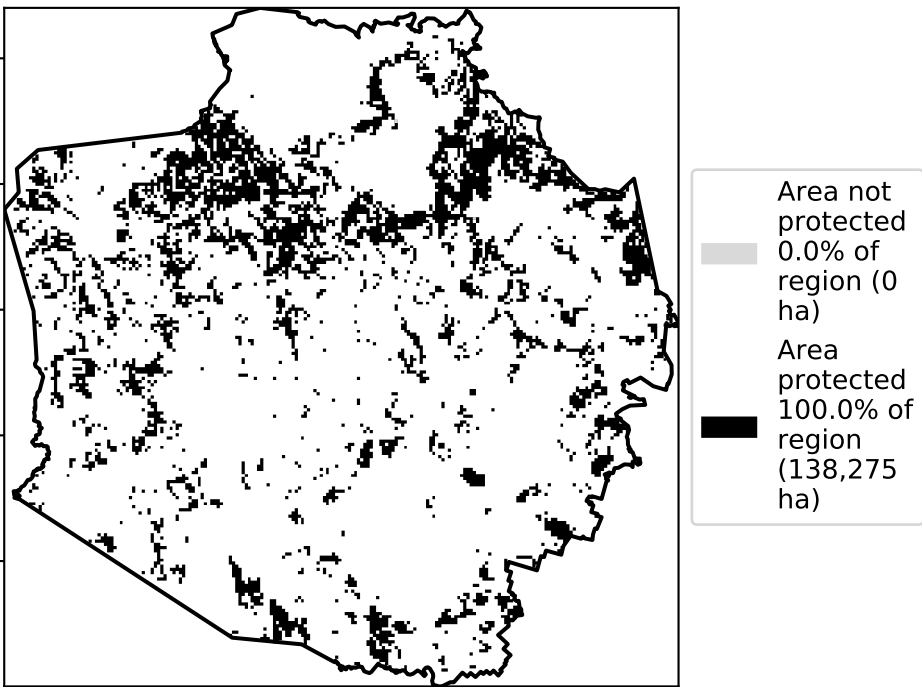 Area not
protected
0.0% of
region (0
ha)
Area
protected
100.0% of
region
(138,275
ha)